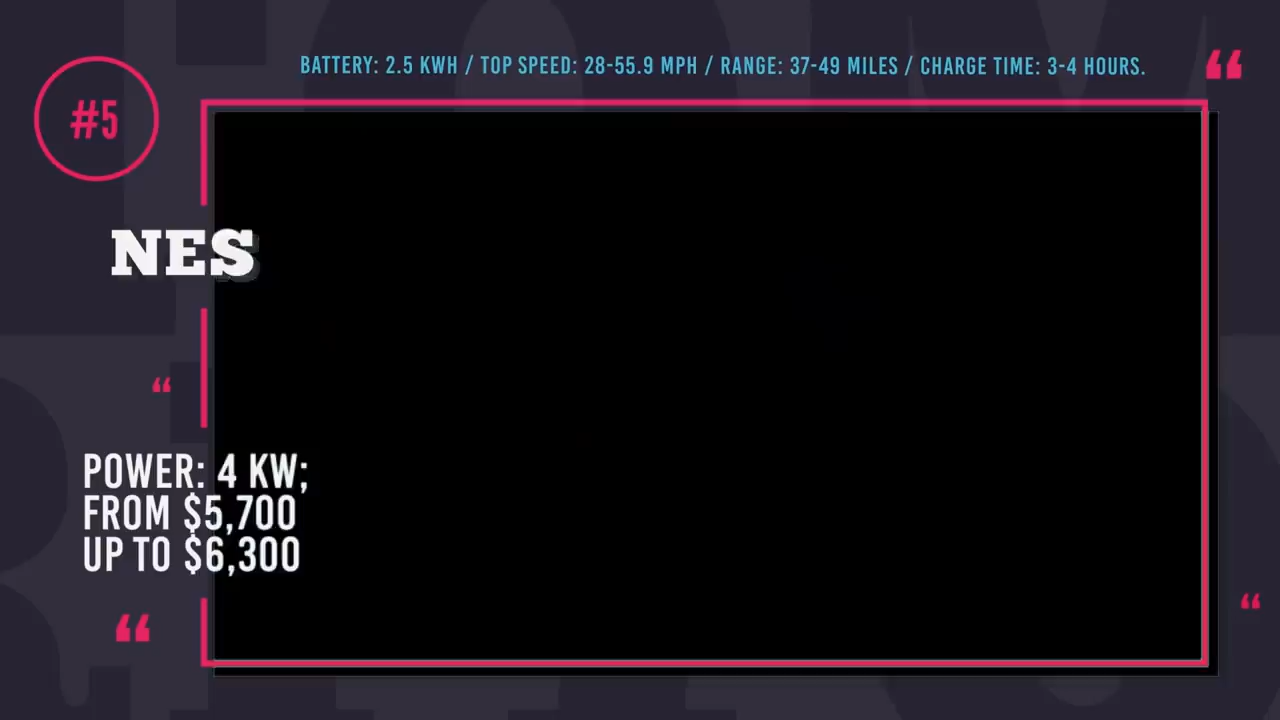 BATTERY: 2.5 KWH / TOP SPEED: 28-55.9 MPH / RANGE: 37-49 MILES / CHARGE TIME: 3-4 HOURS.
#5
NES
POWER: 4 KW;
FROM $5,700
UP TO $6,300